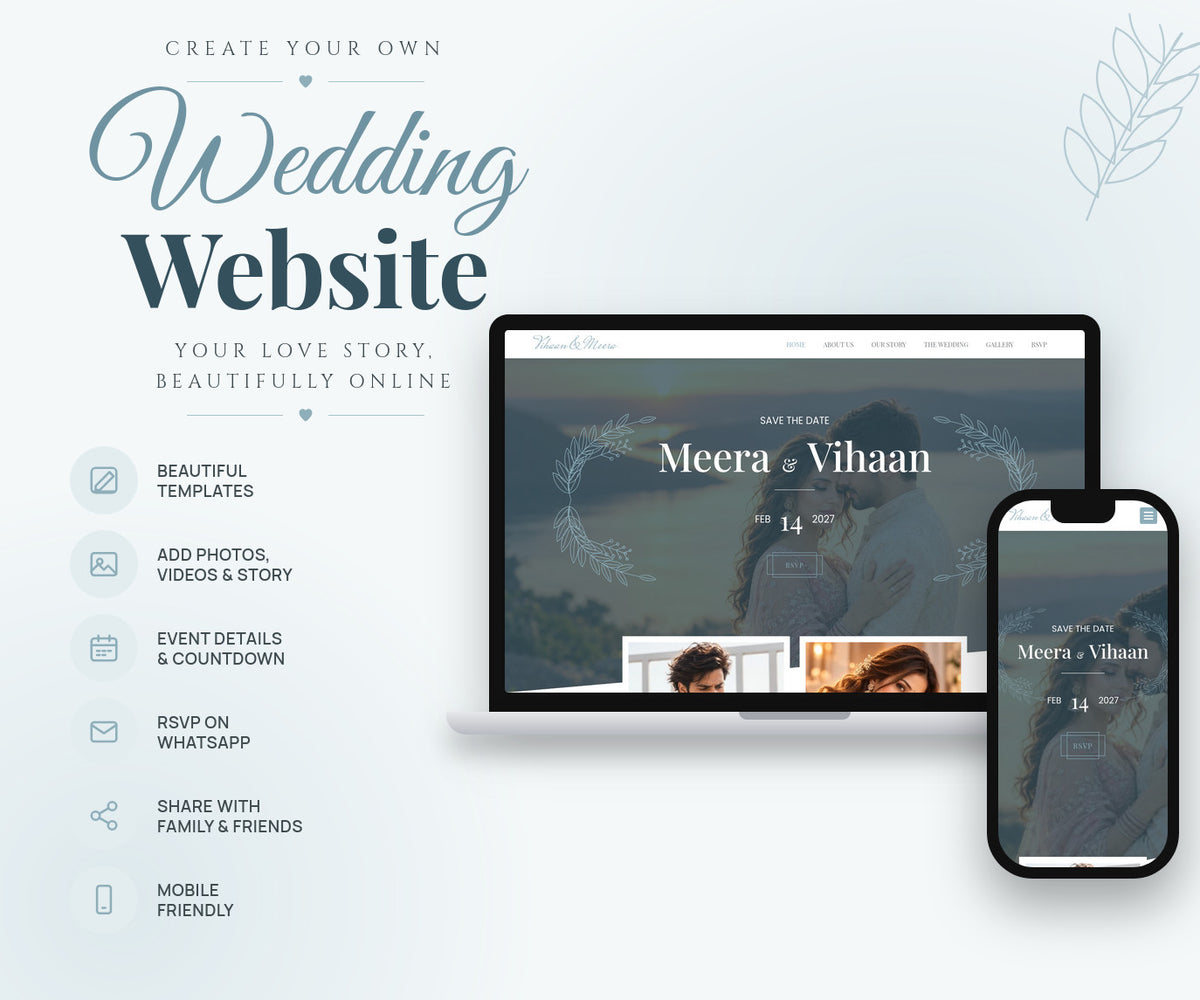 CREATE YOUR OWN
Wedding
Website
YOUR LOVE STORY,
BEAUTIFULLY ONLINE
BEAUTIFUL
TEMPLATES
ADD PHOTOS,
VIDEOS & STORY
EVENT DETAILS
& COUNTDOWN
RSVP ON
WHATSAPP
SHARE WITH
FAMILY & FRIENDS
MOBILE
FRIENDLY
Vihaan & Meera
HOME ABOUT US OUR STORY THE WEDDING GALLERY RSVP
SAVE THE DATE
Meera & Vihaan
FEB 14 2027
RSVP
Vihaan &
SAVE THE DATE
Meera & Vihaan
FEB 14 2027
RSVP